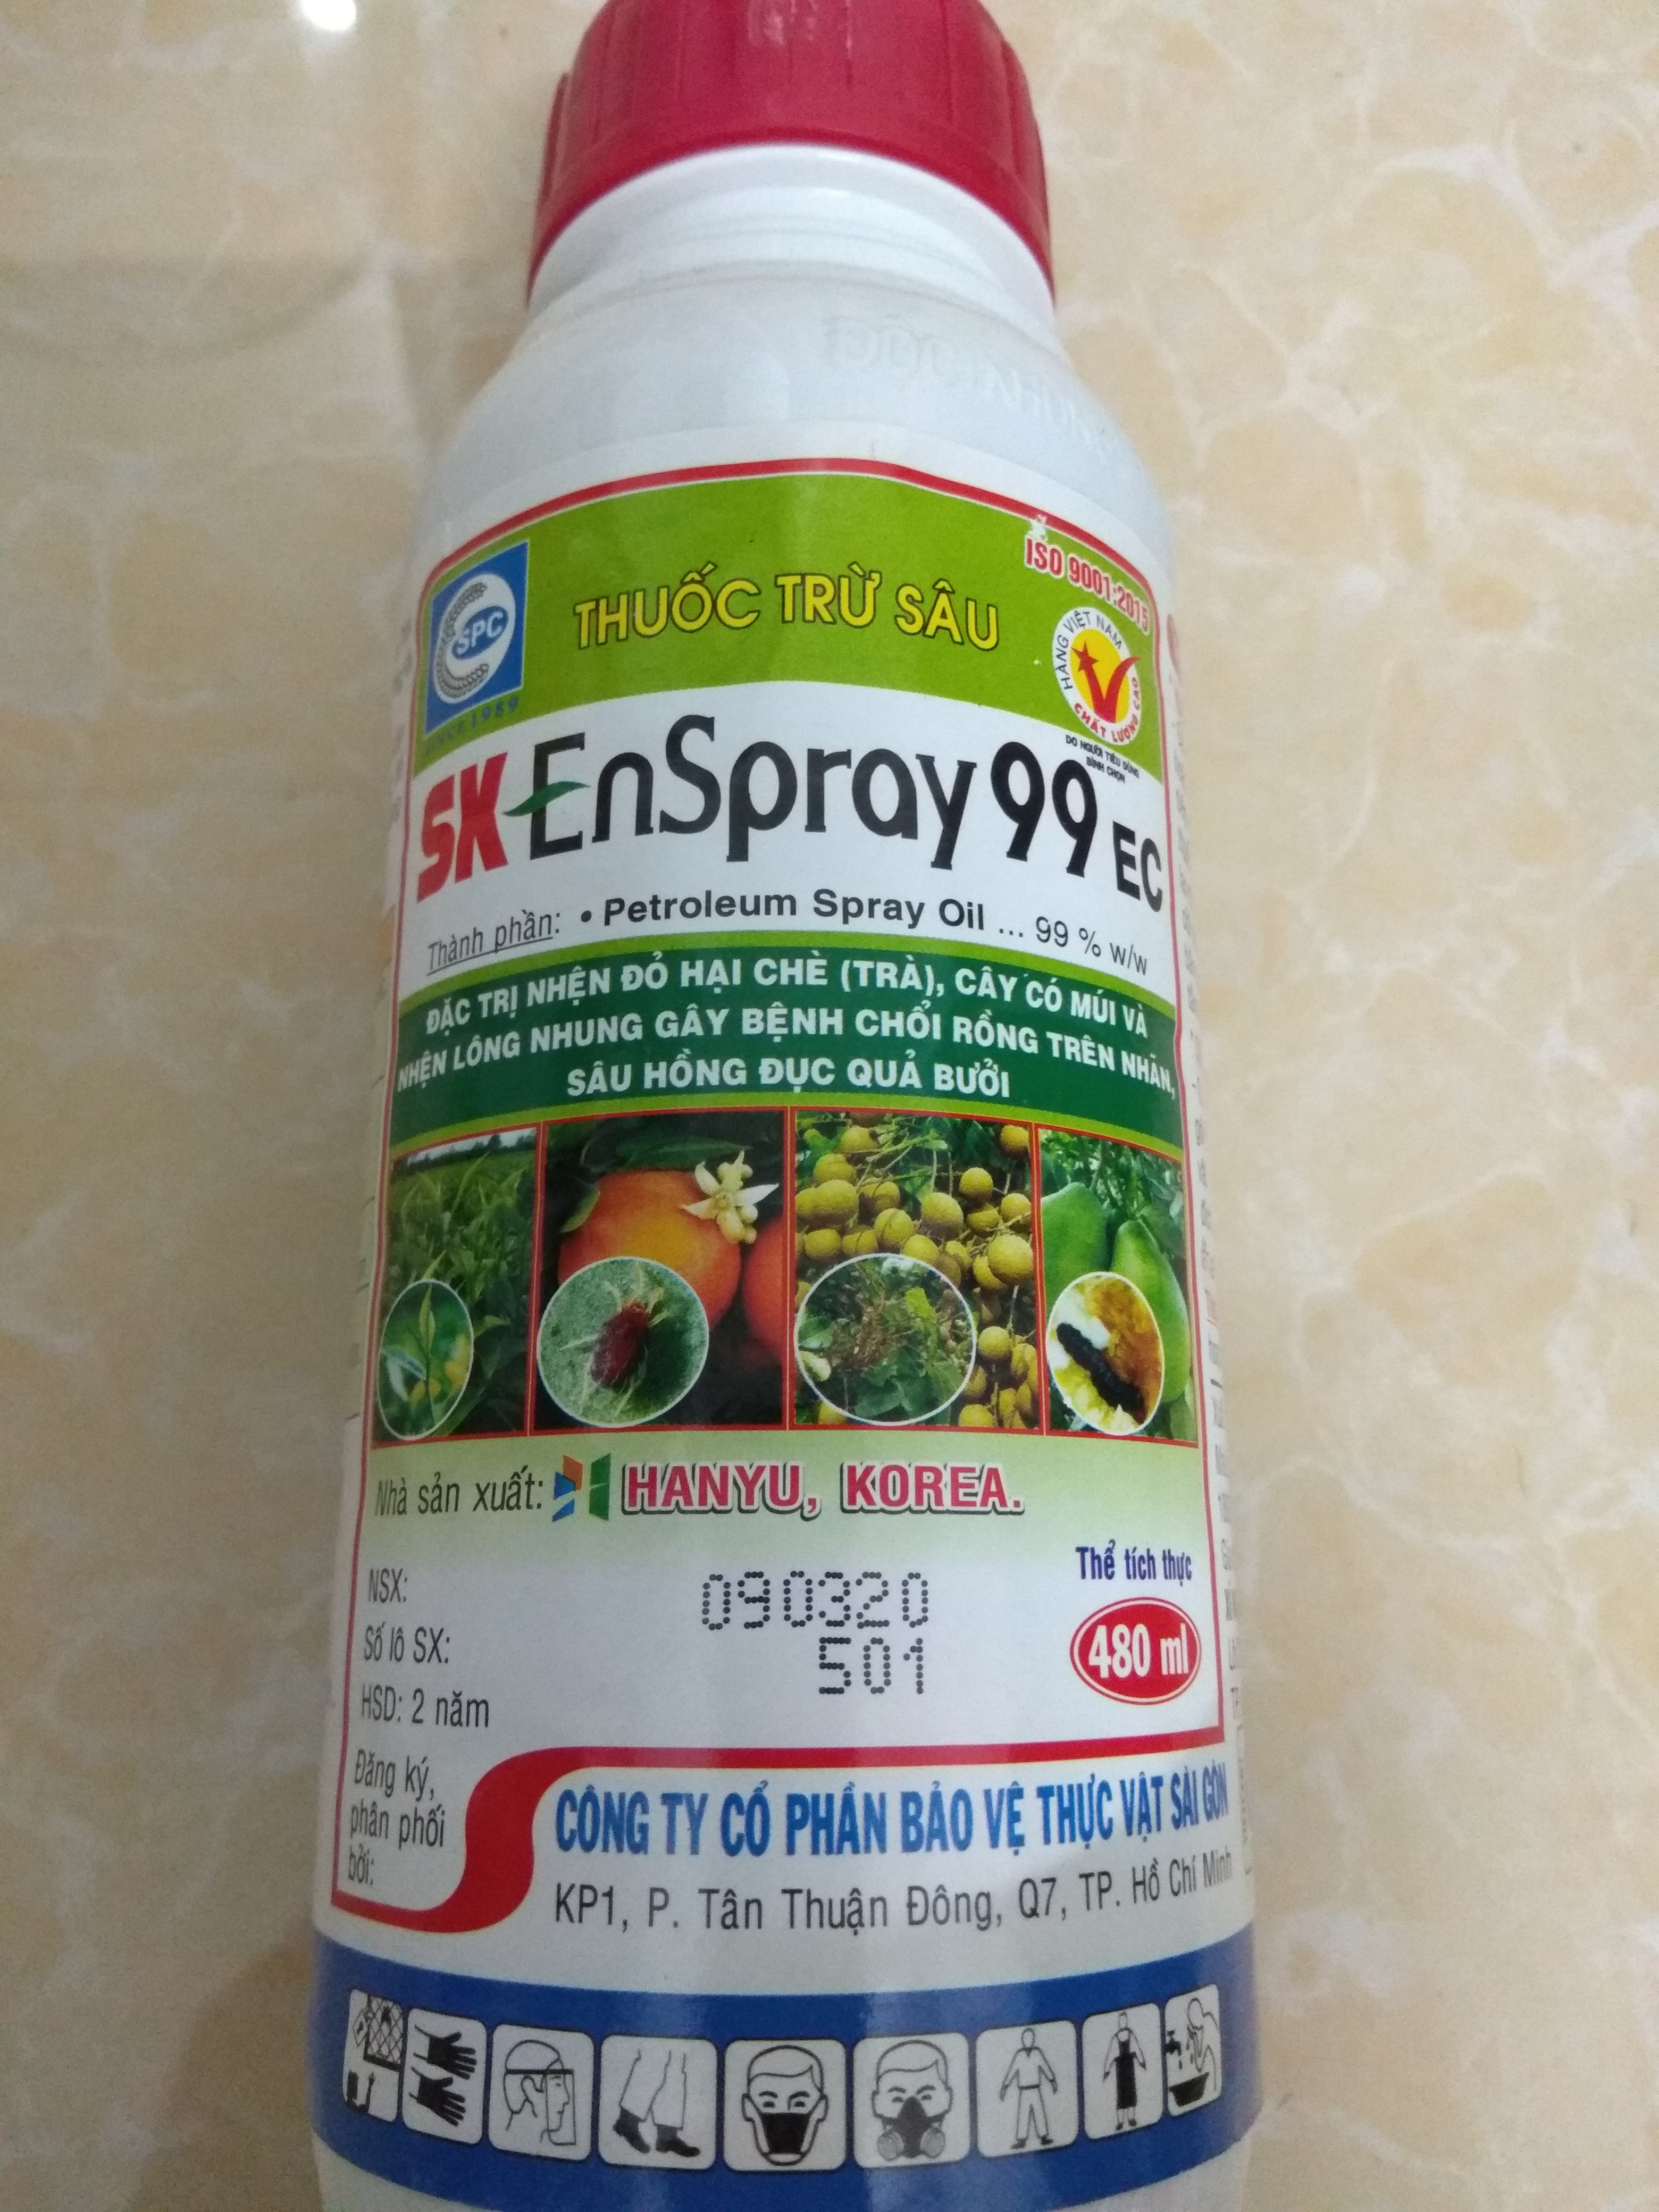 THUỐC TRỪ SÂU
ISO 9001:2015
SPC
SINCE 1989
HÀNG VIỆT NAM
CHẤT LƯỢNG CAO
DO NGƯỜI TIÊU DÙNG
BÌNH CHỌN
SK EnSpray 99 EC
Thành phần: • Petroleum Spray Oil ... 99 % w/w
ĐẶC TRỊ NHỆN ĐỎ HẠI CHÈ (TRÀ), CÂY CÓ MÚI VÀ
NHỆN LÔNG NHUNG GÂY BỆNH CHỔI RỒNG TRÊN NHÃN,
SÂU HỒNG ĐỤC QUẢ BƯỞI
Nhà sản xuất: HANYU, KOREA.
NSX: 090320
Số lô SX: 501
HSD: 2 năm
Thể tích thực
480 ml
Đăng ký,
phân phối
bởi:
CÔNG TY CỔ PHẦN BẢO VỆ THỰC VẬT SÀI GÒN
KP1, P. Tân Thuận Đông, Q7, TP. Hồ Chí Minh